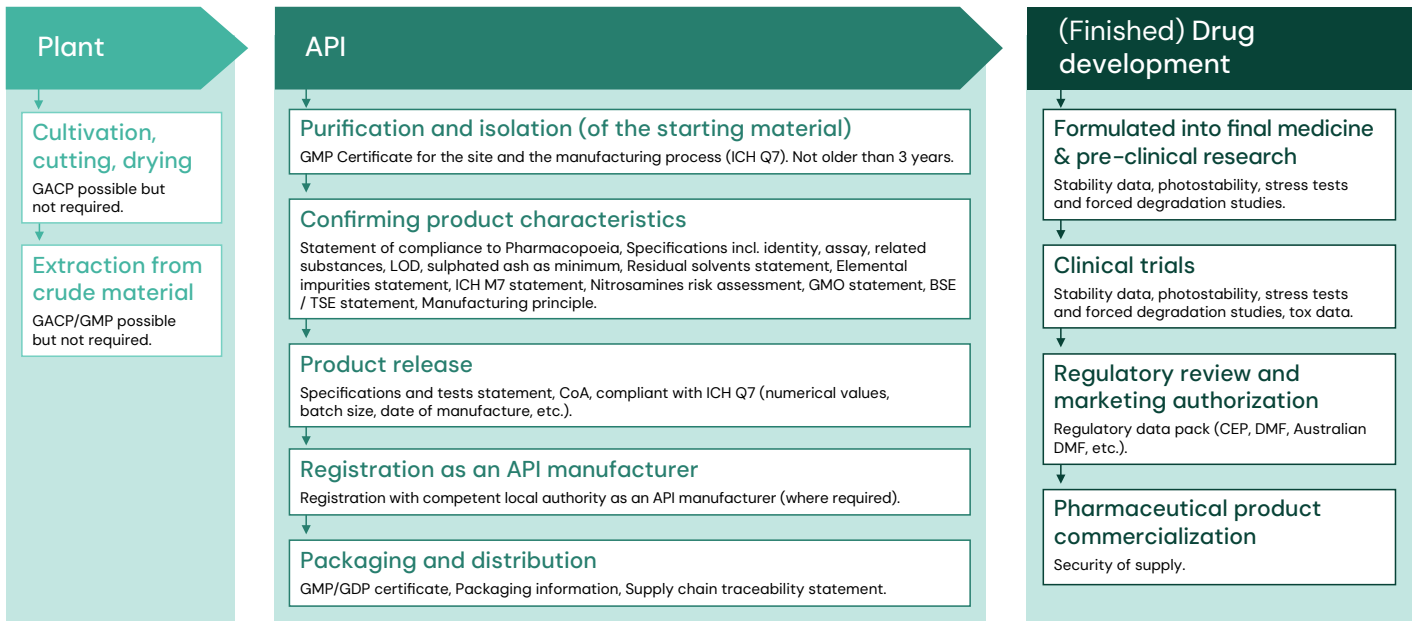 Plant
Cultivation,
cutting, drying
GACP possible but
not required.
Extraction from
crude material
GACP/GMP possible
but not required.
API
Purification and isolation (of the starting material)
GMP Certificate for the site and the manufacturing process (ICH Q7). Not older than 3 years.
Confirming product characteristics
Statement of compliance to Pharmacopoeia, Specifications incl. identity, assay, related
substances, LOD, sulphated ash as minimum, Residual solvents statement, Elemental
impurities statement, ICH M7 statement, Nitrosamines risk assessment, GMO statement, BSE
/ TSE statement, Manufacturing principle.
Product release
Specifications and tests statement, CoA, compliant with ICH Q7 (numerical values,
batch size, date of manufacture, etc.).
Registration as an API manufacturer
Registration with competent local authority as an API manufacturer (where required).
Packaging and distribution
GMP/GDP certificate, Packaging information, Supply chain traceability statement.
(Finished) Drug
development
Formulated into final medicine
& pre-clinical research
Stability data, photostability, stress tests
and forced degradation studies.
Clinical trials
Stability data, photostability, stress tests
and forced degradation studies, tox data.
Regulatory review and
marketing authorization
Regulatory data pack (CEP, DMF, Australian
DMF, etc.).
Pharmaceutical product
commercialization
Security of supply.